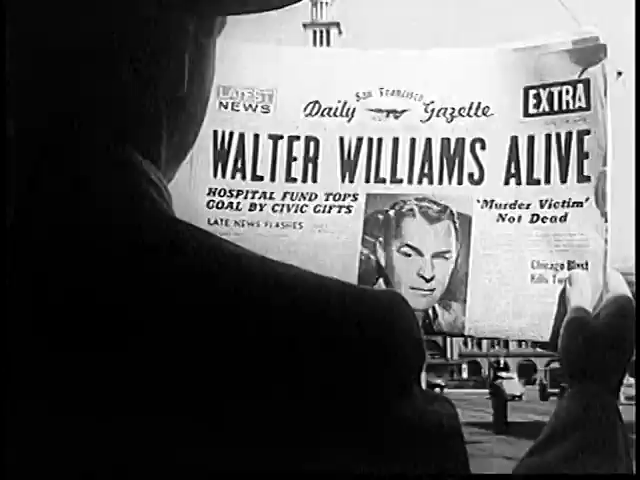 LATEST
NEWS
San Francisco
Daily Gazette
EXTRA
WALTER WILLIAMS ALIVE
HOSPITAL FUND TOPS
GOAL BY CIVIC GIFTS
LATE NEWS FLASHES
'Murder Victim'
Not Dead
Chicago Blast
Kills